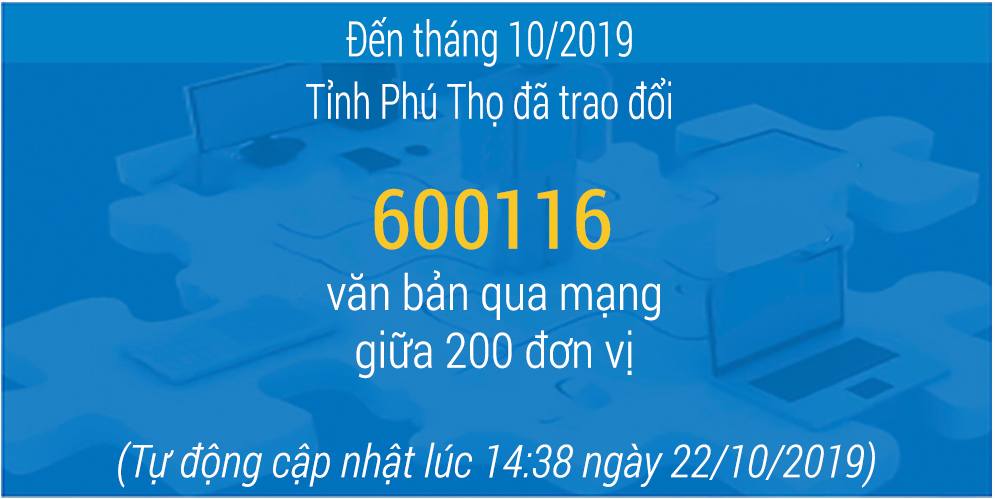 Đến tháng 10/2019
Tỉnh Phú Thọ đã trao đổi
600116
văn bản qua mạng
giữa 200 đơn vị
(Tự động cập nhật lúc 14:38 ngày 22/10/2019)